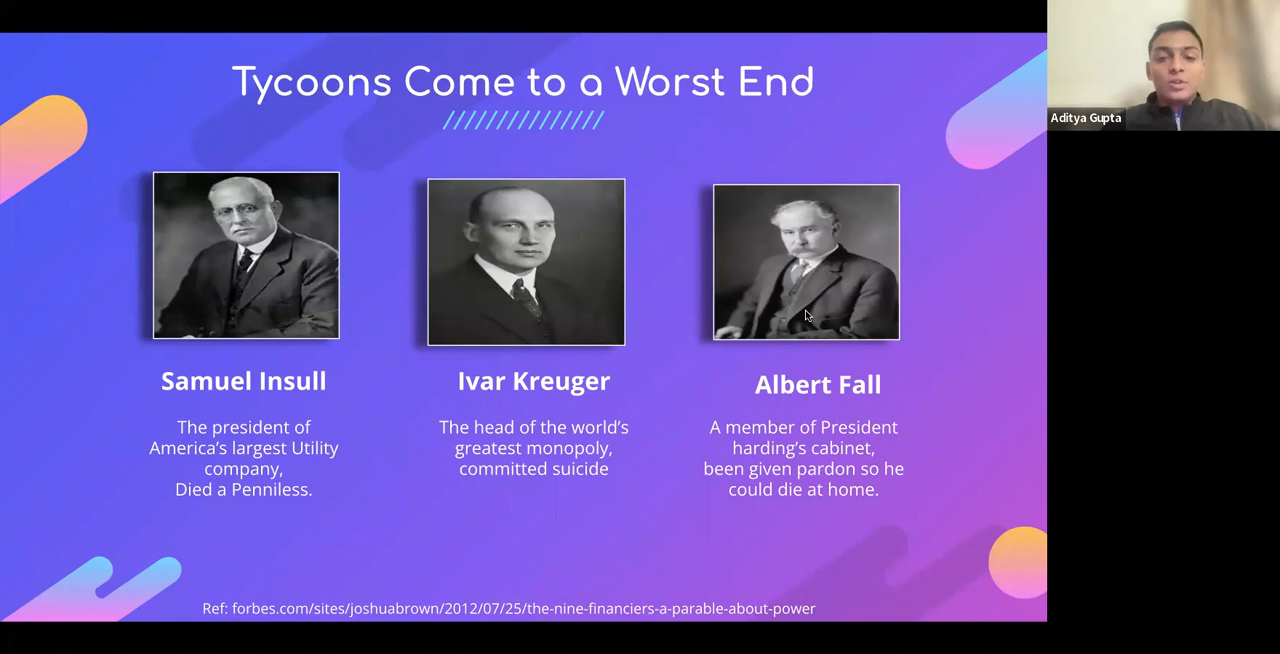 Tycoons Come to a Worst End
Aditya Gupta
Samuel Insull
The president of
America's largest Utility
company,
Died a Penniless.
Ivar Kreuger
The head of the world's
greatest monopoly,
committed suicide
Albert Fall
A member of President
harding's cabinet,
been given pardon so he
could die at home.
Ref: forbes.com/sites/joshuabrown/2012/07/25/the-nine-financiers-a-parable-about-power